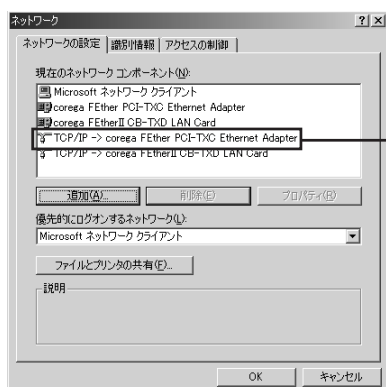 ネットワーク
ネットワークの設定 識別情報 アクセスの制御
現在のネットワーク コンポーネント(N):
Microsoft ネットワーク クライアント
corega FEther PCI-TXC Ethernet Adapter
corega FEtherII CB-TXD LAN Card
TCP/IP -> corega FEther PCI-TXC Ethernet Adapter
TCP/IP -> corega FEtherII CB-TXD LAN Card
追加(A)... 削除(E) プロパティ(R)
優先的にログオンするネットワーク(L):
Microsoft ネットワーク クライアント
ファイルとプリンタの共有(F)...
説明
OK キャンセル